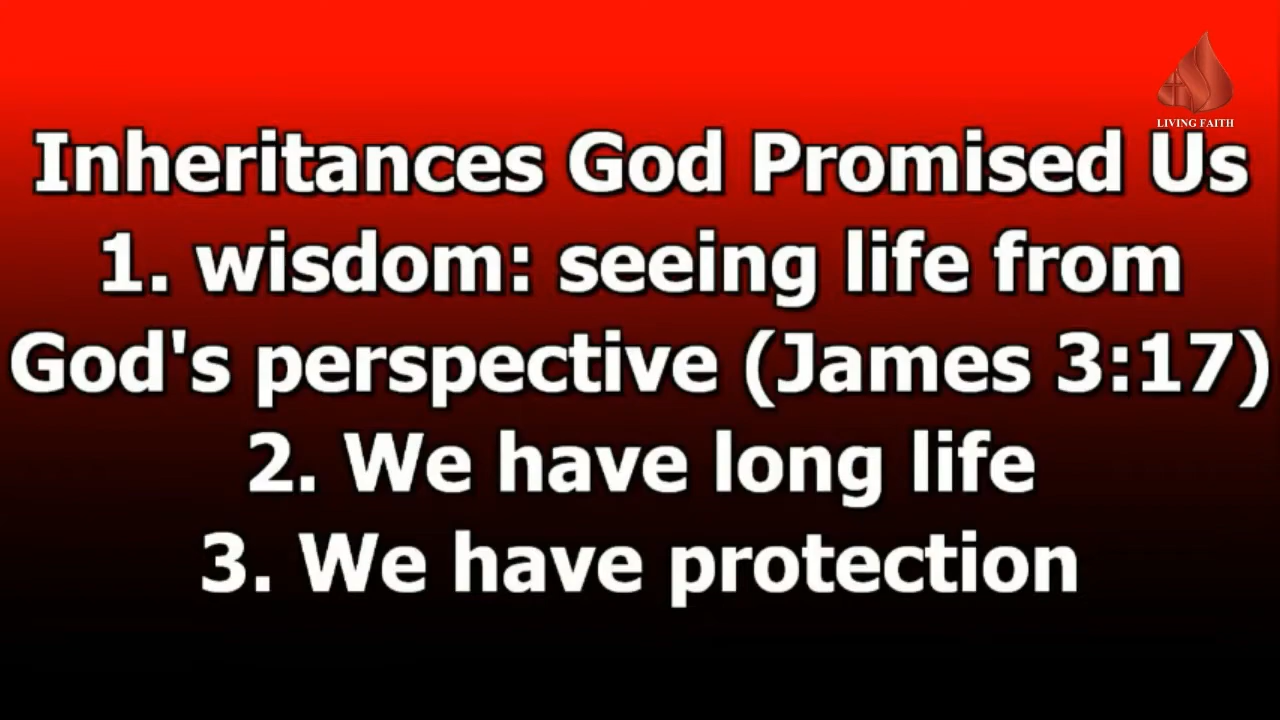 LIVING FAITH
Inheritances God Promised Us
1. wisdom: seeing life from
God's perspective (James 3:17)
2. We have long life
3. We have protection